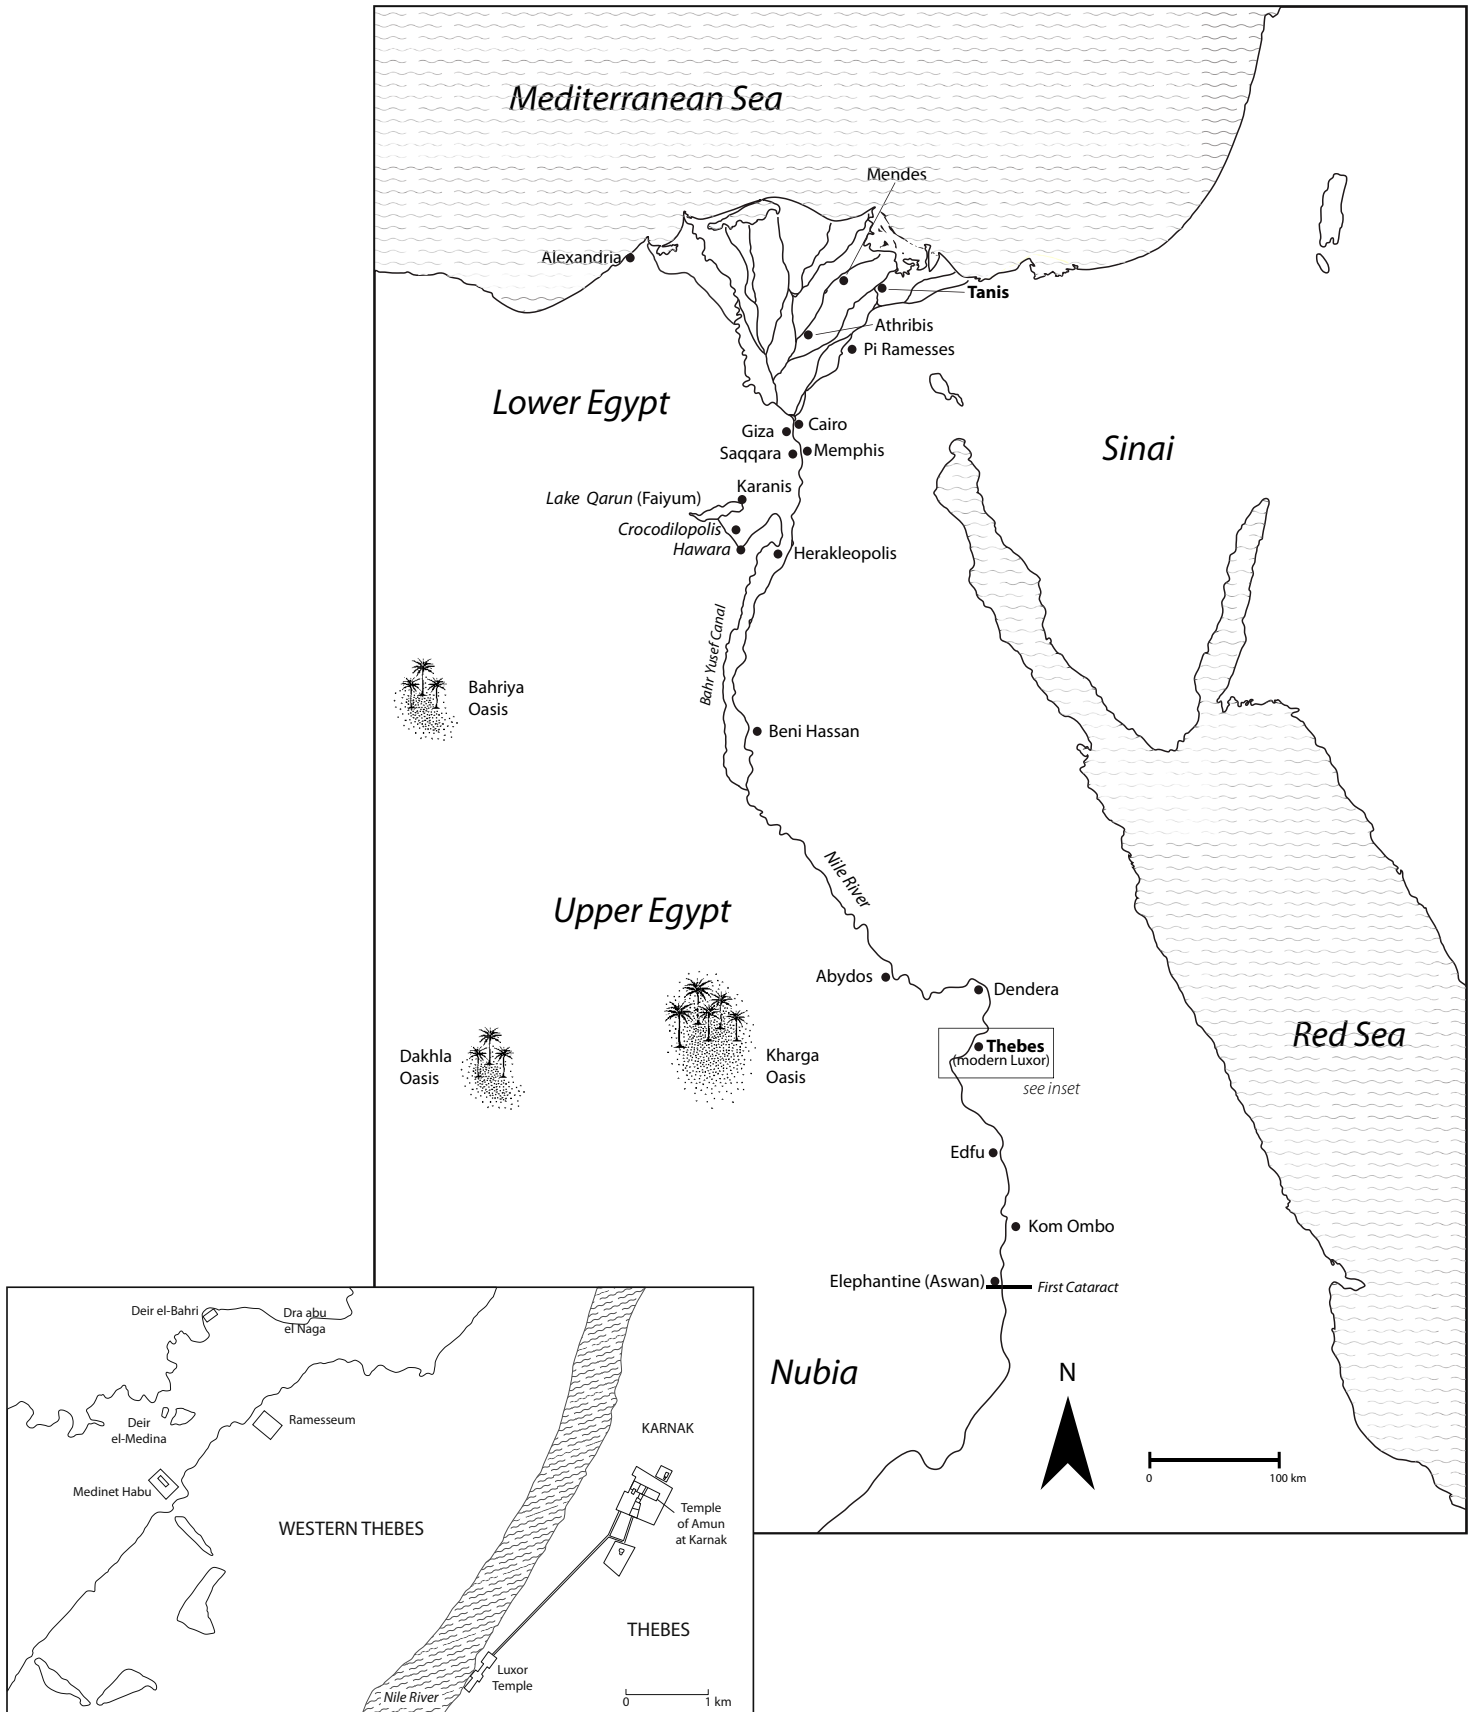 Mediterranean Sea
Mendes
Alexandria
Tanis
Athribis
Pi Ramesses
Lower Egypt
Cairo
Giza
Sinai
Memphis
Saqqara
Karanis
Lake Qarun (Faiyum)
Crocodilopolis
Hawara
Herakleopolis
Bahr Yusef Canal
Bahriya
Oasis
Beni Hassan
Nile River
Upper Egypt
Abydos
Dendera
Red Sea
Thebes
(modern Luxor)
see inset
Dakhla
Oasis
Kharga
Oasis
Edfu
Kom Ombo
Elephantine (Aswan)
First Cataract
Nubia
N
0
100 km
Deir el-Bahri
Dra abu
el Naga
Ramesseum
Deir
el-Medina
KARNAK
Medinet Habu
Temple
of Amun
at Karnak
WESTERN THEBES
THEBES
Luxor
Temple
Nile River
0
1 km